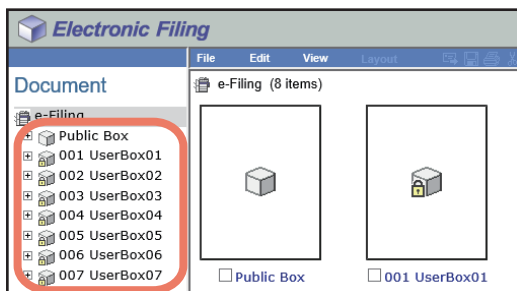 Electronic Filing
File Edit View Layout
Document
e-Filing (8 items)
e-Filing
Public Box
001 UserBox01
002 UserBox02
003 UserBox03
004 UserBox04
005 UserBox05
006 UserBox06
007 UserBox07
Public Box
001 UserBox01